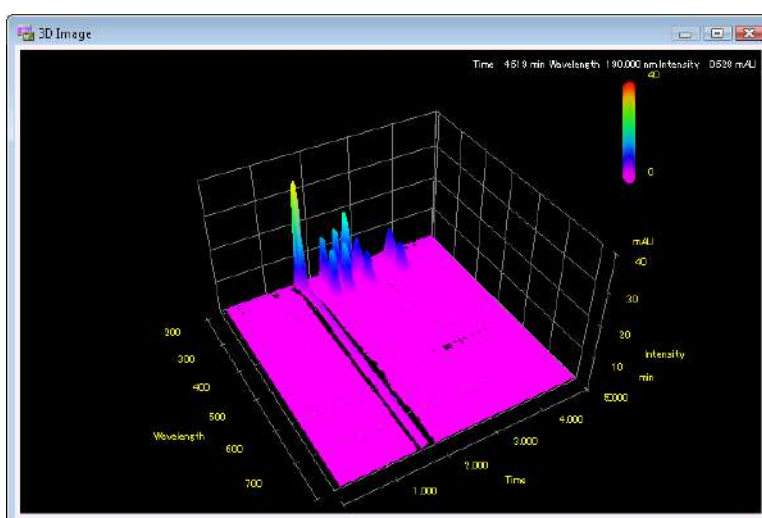 3D Image
Time 4.519 min Wavelength 190.000 nm Intensity 0.529 mAU
40
0
mAU
40
30
20
Intensity
10
min
5.000
4.000
3.000
2.000
Time
1.000
200
300
400
500
Wavelength
600
700